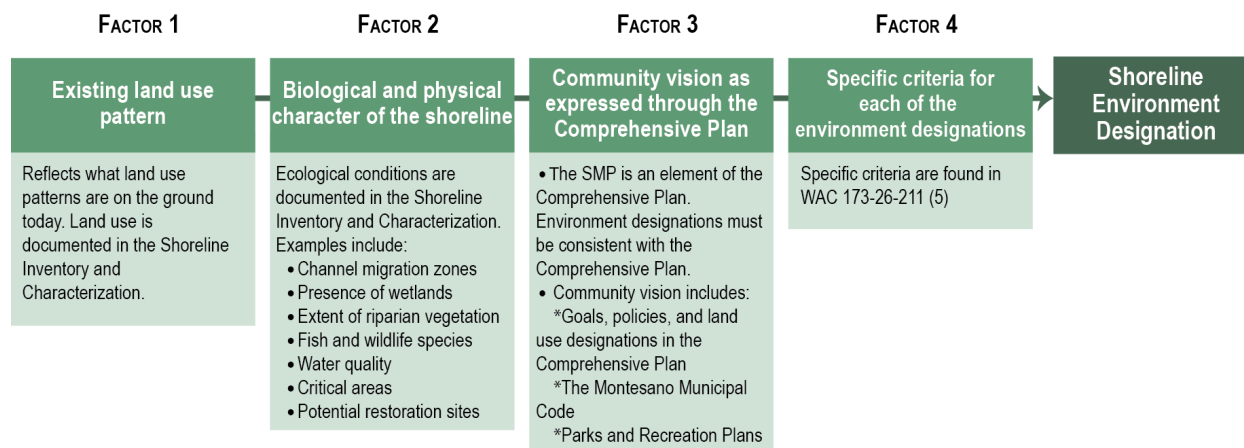 FACTOR 1
Existing land use
pattern
Reflects what land use
patterns are on the ground
today. Land use is
documented in the Shoreline
Inventory and
Characterization.
FACTOR 2
Biological and physical
character of the shoreline
Ecological conditions are
documented in the Shoreline
Inventory and Characterization.
Examples include:
• Channel migration zones
• Presence of wetlands
• Extent of riparian vegetation
• Fish and wildlife species
• Water quality
• Critical areas
• Potential restoration sites
FACTOR 3
Community vision as
expressed through the
Comprehensive Plan
• The SMP is an element of the
Comprehensive Plan.
Environment designations must
be consistent with the
Comprehensive Plan.
• Community vision includes:
*Goals, policies, and land
use designations in the
Comprehensive Plan
*The Montesano Municipal
Code
*Parks and Recreation Plans
FACTOR 4
Specific criteria for
each of the
environment designations
Specific criteria are found in
WAC 173-26-211 (5)
Shoreline
Environment
Designation